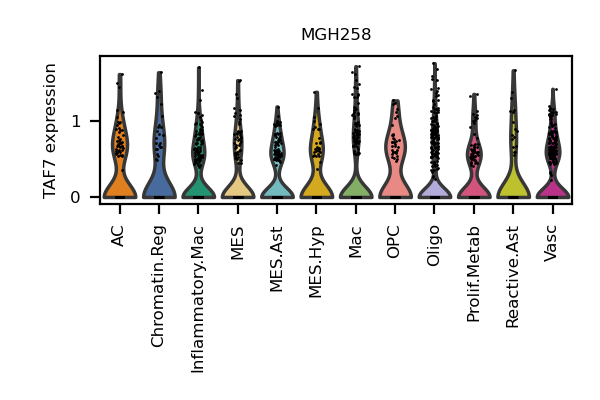 MGH258
TAF7 expression
1
0
AC
Chromatin.Reg
Inflammatory.Mac
MES
MES.Ast
MES.Hyp
Mac
OPC
Oligo
Prolif.Metab
Reactive.Ast
Vasc